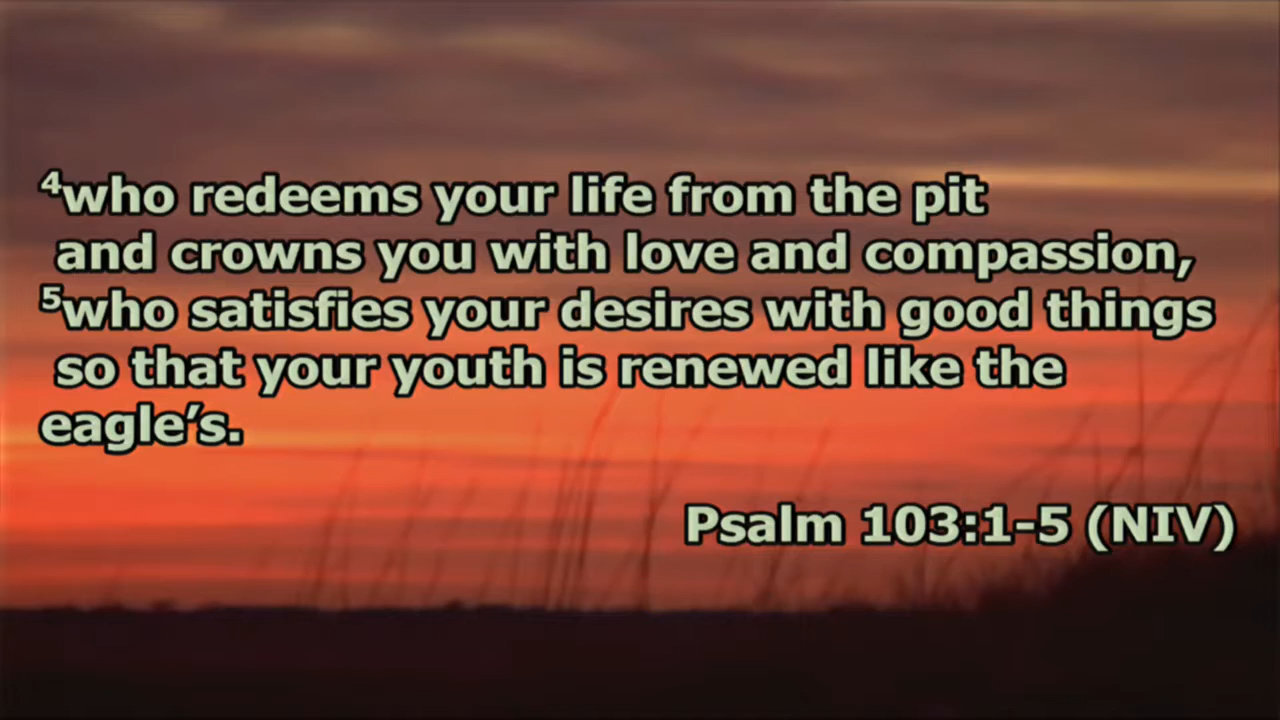 ⁴who redeems your life from the pit
and crowns you with love and compassion,
⁵who satisfies your desires with good things
so that your youth is renewed like the
eagle’s.
Psalm 103:1-5 (NIV)